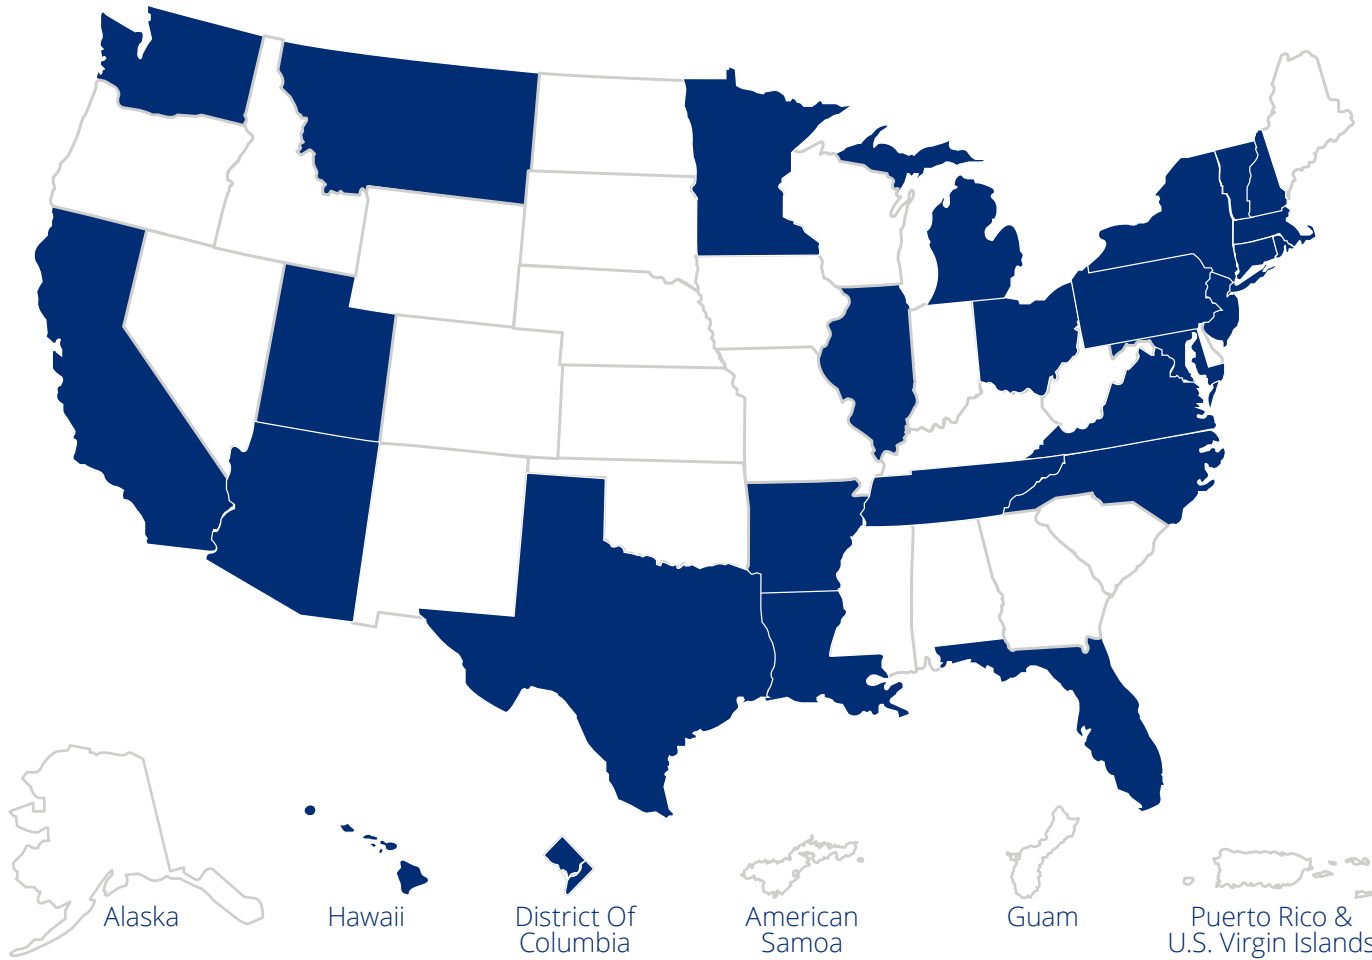 Alaska
Hawaii
District Of
Columbia
American
Samoa
Guam
Puerto Rico &
U.S. Virgin Islands